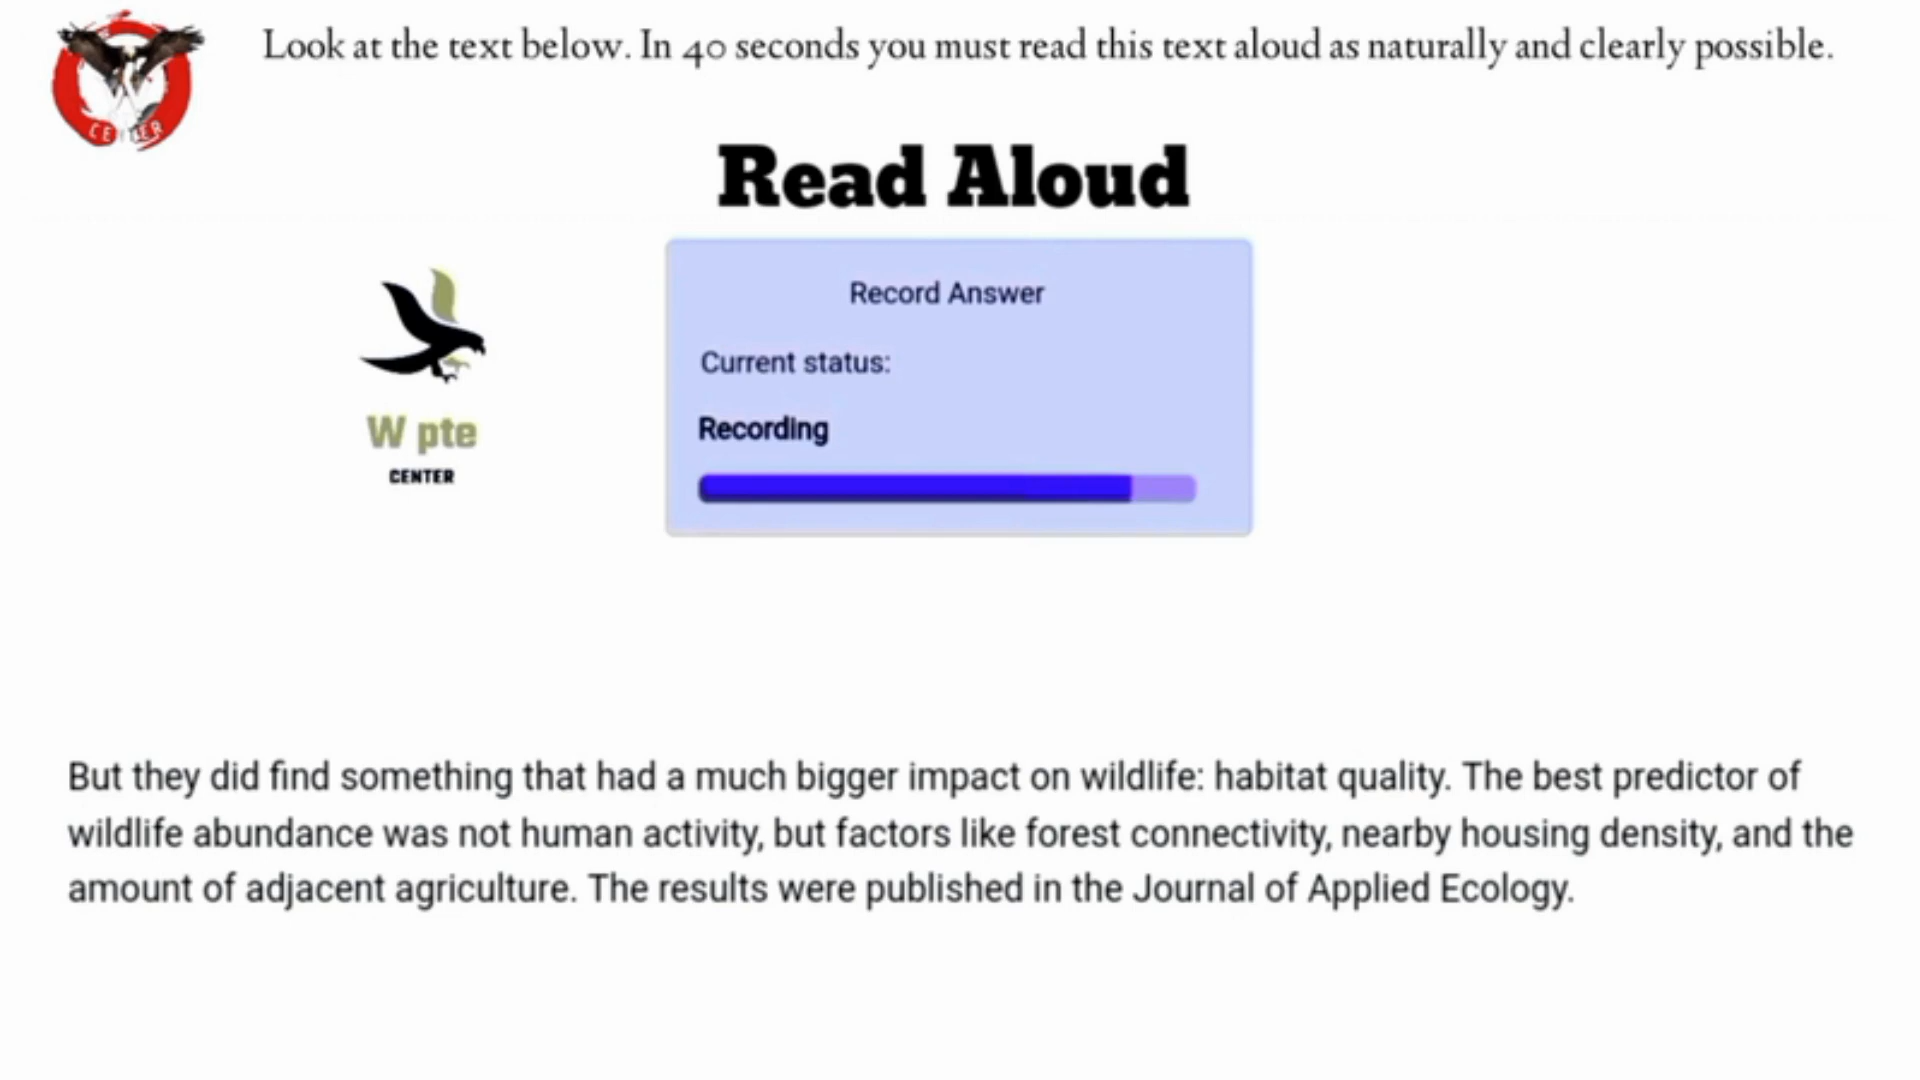 Look at the text below. In 40 seconds you must read this text aloud as naturally and clearly possible.
CENTER
Read Aloud
Record Answer
Current status:
Recording
W pte
CENTER
But they did find something that had a much bigger impact on wildlife: habitat quality. The best predictor of
wildlife abundance was not human activity, but factors like forest connectivity, nearby housing density, and the
amount of adjacent agriculture. The results were published in the Journal of Applied Ecology.